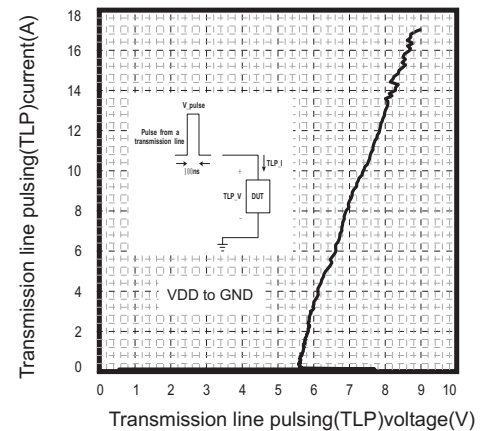 Transmission line pulsing(TLP)current(A)
18
16
14
12
10
8
6
4
2
0
V_pulse
Pulse from a
transmission line
100ns
TLP_I
+
TLP_V
DUT
-
VDD to GND
0 1 2 3 4 5 6 7 8 9 10
Transmission line pulsing(TLP)voltage(V)